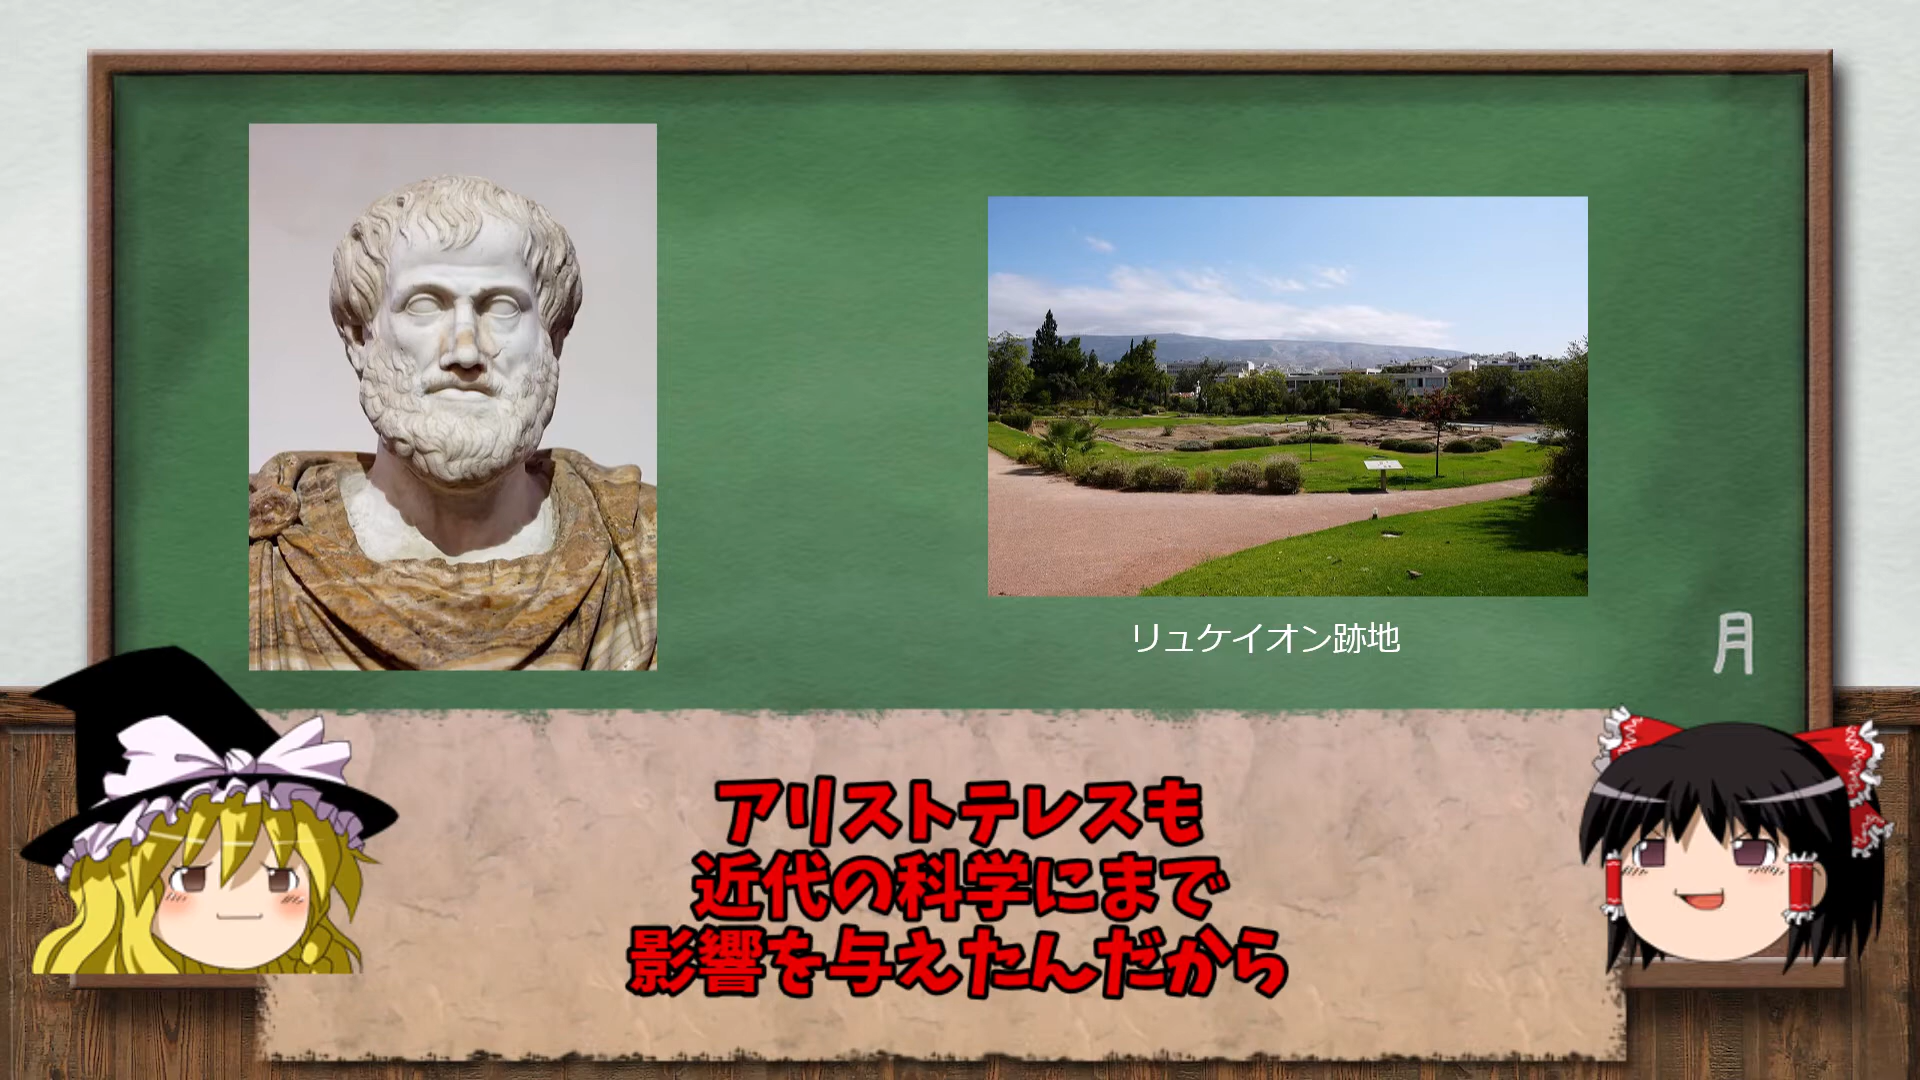 リュケイオン跡地
月
アリストテレスも
近代の科学にまで
影響を与えたんだから